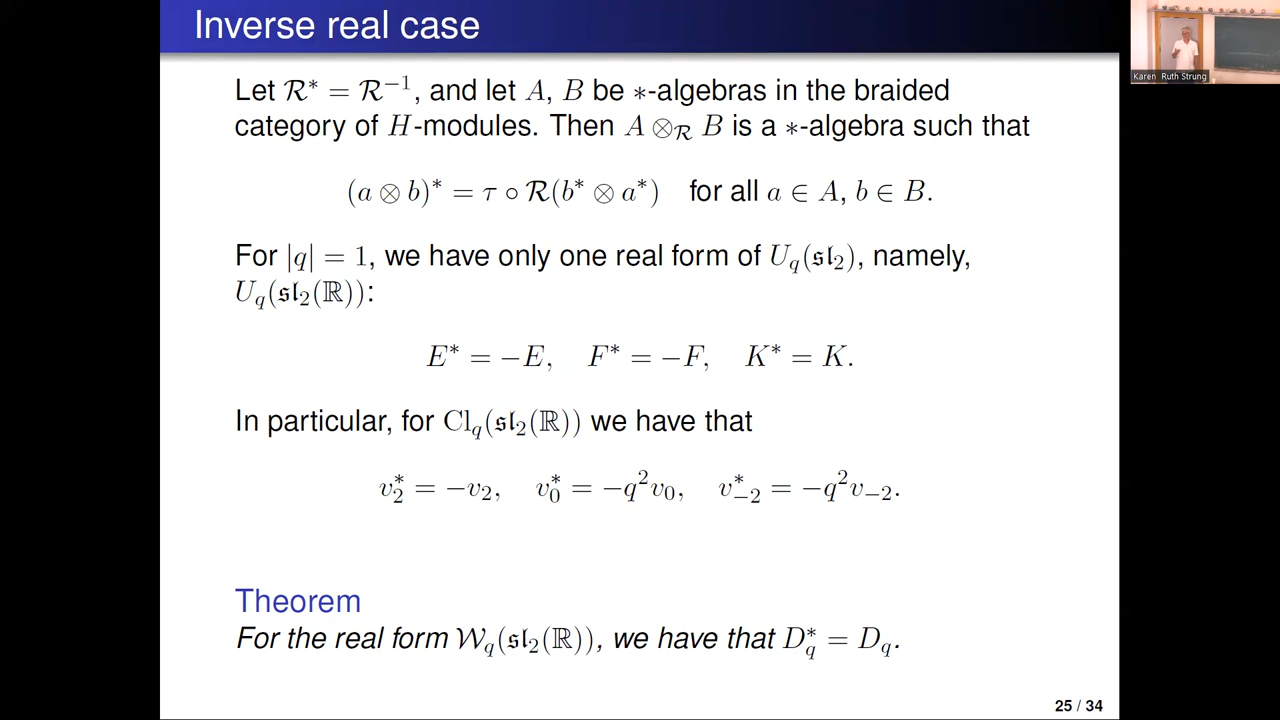 Inverse real case
Let ℛ* = ℛ⁻¹, and let A, B be ∗-algebras in the braided
category of H-modules. Then A ⊗_ℛ B is a ∗-algebra such that
(a ⊗ b)* = τ ∘ ℛ(b* ⊗ a*) for all a ∈ A, b ∈ B.
For |q| = 1, we have only one real form of U_q(𝔰𝔩₂), namely,
U_q(𝔰𝔩₂(ℝ)):
E* = −E, F* = −F, K* = K.
In particular, for Cl_q(𝔰𝔩₂(ℝ)) we have that
v₂* = −v₂, v₀* = −q²v₀, v₋₂* = −q²v₋₂.
Theorem
For the real form 𝒲_q(𝔰𝔩₂(ℝ)), we have that D_q* = D_q.
25 / 34
Karen Ruth Strung